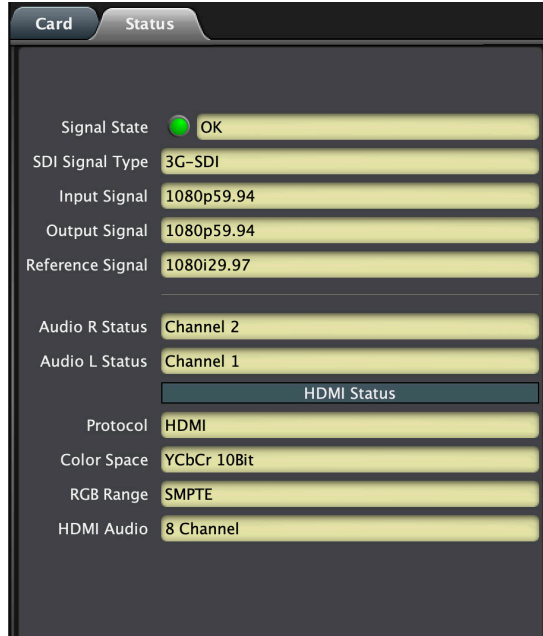 Card Status
Signal State OK
SDI Signal Type 3G-SDI
Input Signal 1080p59.94
Output Signal 1080p59.94
Reference Signal 1080i29.97
Audio R Status Channel 2
Audio L Status Channel 1
HDMI Status
Protocol HDMI
Color Space YCbCr 10Bit
RGB Range SMPTE
HDMI Audio 8 Channel